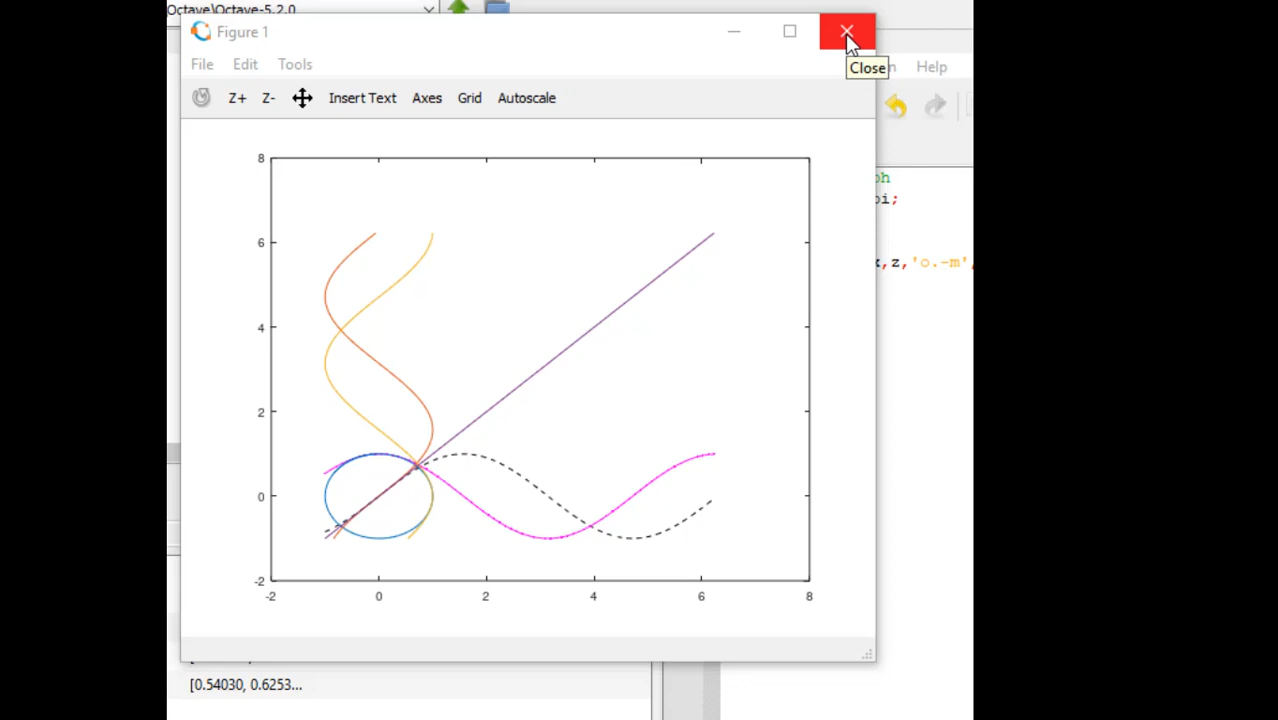 Octave\Octave-5.2.0
Figure 1
Close
File Edit Tools
n Help
Z+ Z- Insert Text Axes Grid Autoscale
ph
pi;
x,z,'o.-m',
8
6
4
2
0
-2
-2 0 2 4 6 8
[0.54030, 0.6253...